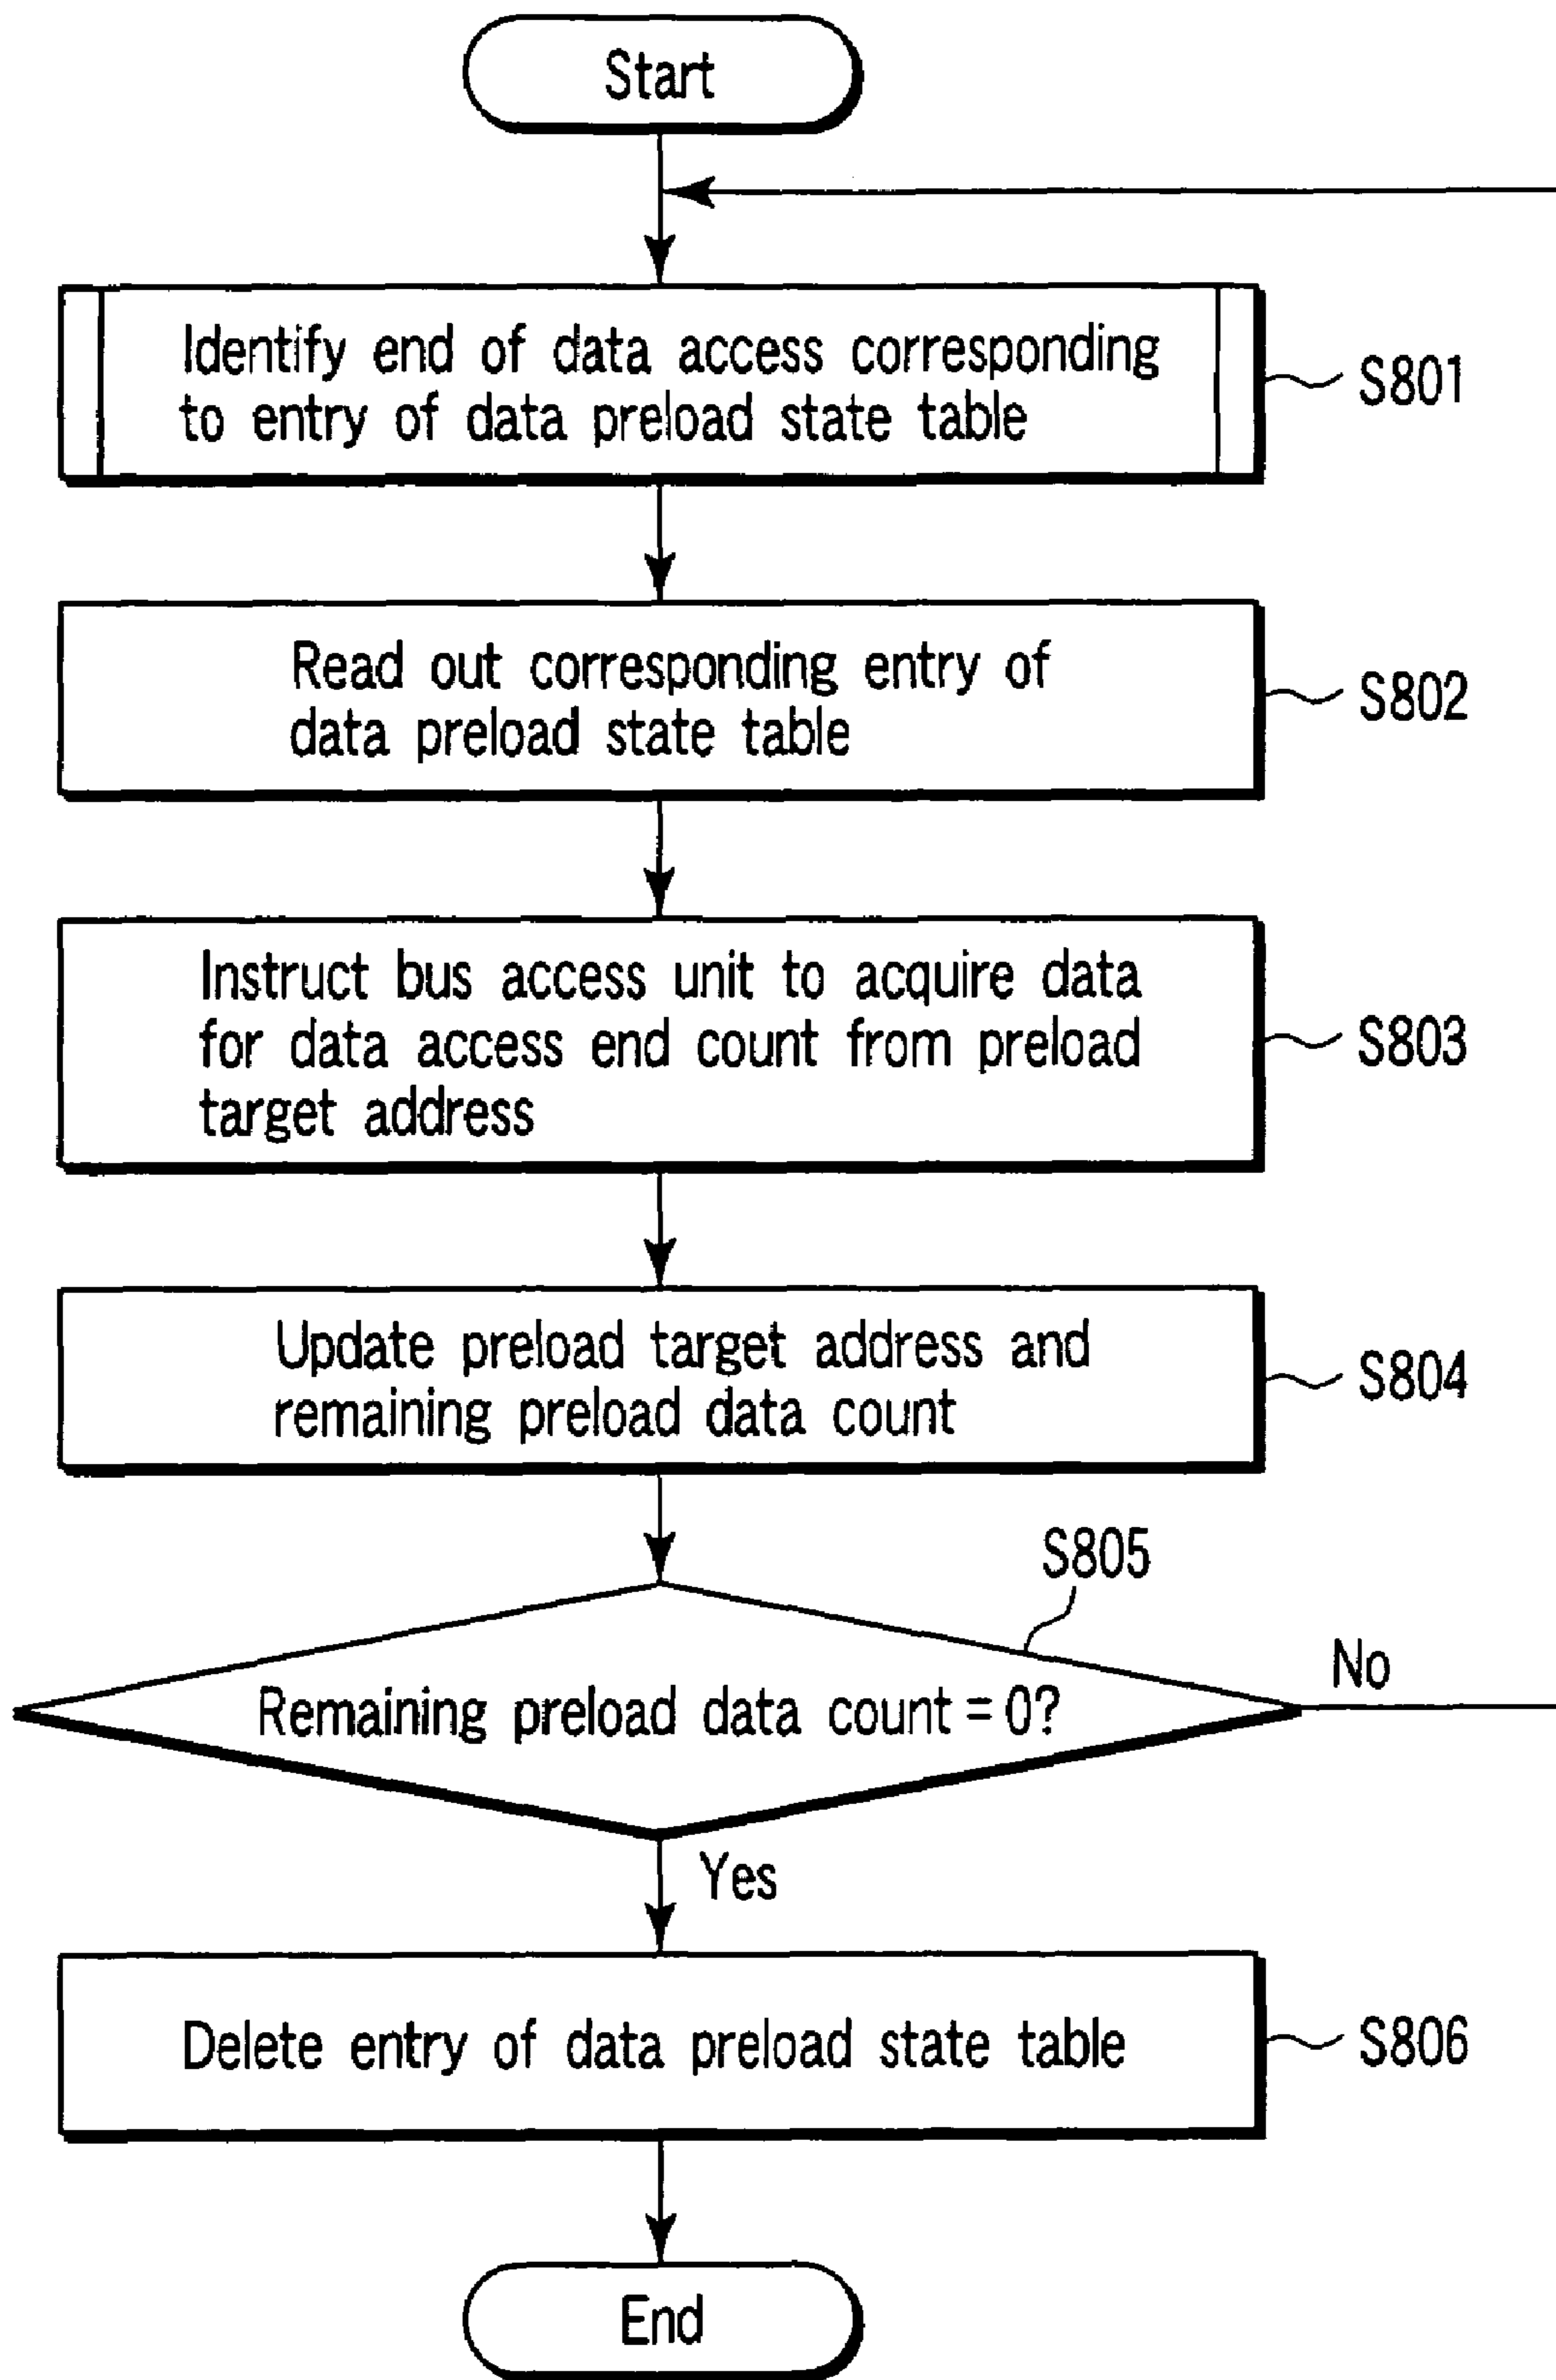 Start
Identify end of data access corresponding
to entry of data preload state table
S801
Read out corresponding entry of
data preload state table
S802
Instruct bus access unit to acquire data
for data access end count from preload
target address
S803
Update preload target address and
remaining preload data count
S804
S805
Remaining preload data count = 0?
No
Yes
Delete entry of data preload state table
S806
End